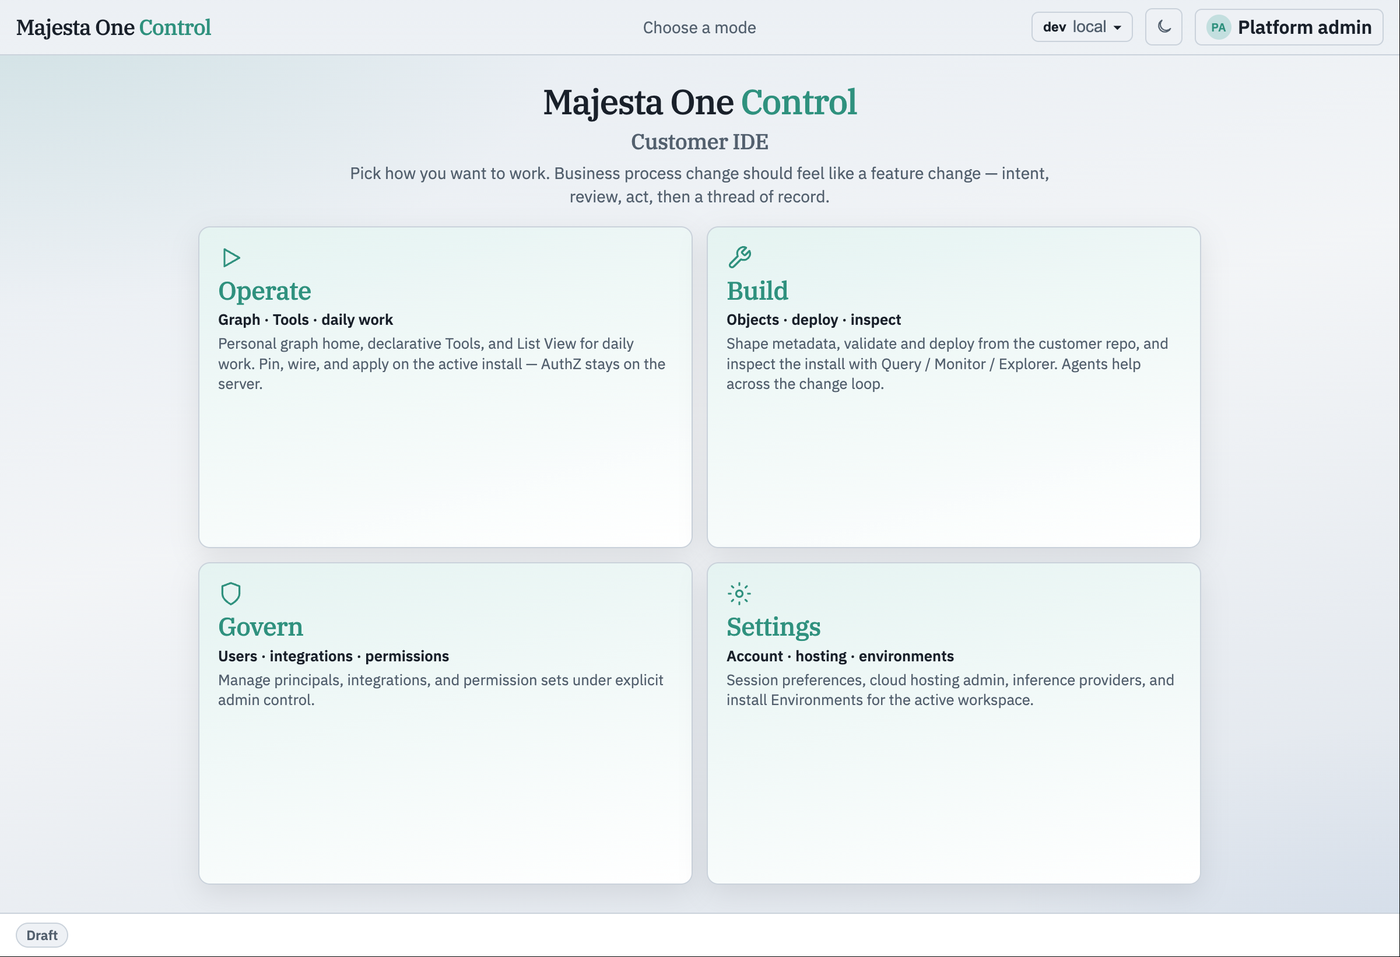 Majesta One Control
Choose a mode
dev local
PA Platform admin
Majesta One Control
Customer IDE
Pick how you want to work. Business process change should feel like a feature change — intent,
review, act, then a thread of record.
Operate
Graph · Tools · daily work
Personal graph home, declarative Tools, and List View for daily
work. Pin, wire, and apply on the active install — AuthZ stays on the
server.
Build
Objects · deploy · inspect
Shape metadata, validate and deploy from the customer repo, and
inspect the install with Query / Monitor / Explorer. Agents help
across the change loop.
Govern
Users · integrations · permissions
Manage principals, integrations, and permission sets under explicit
admin control.
Settings
Account · hosting · environments
Session preferences, cloud hosting admin, inference providers, and
install Environments for the active workspace.
Draft